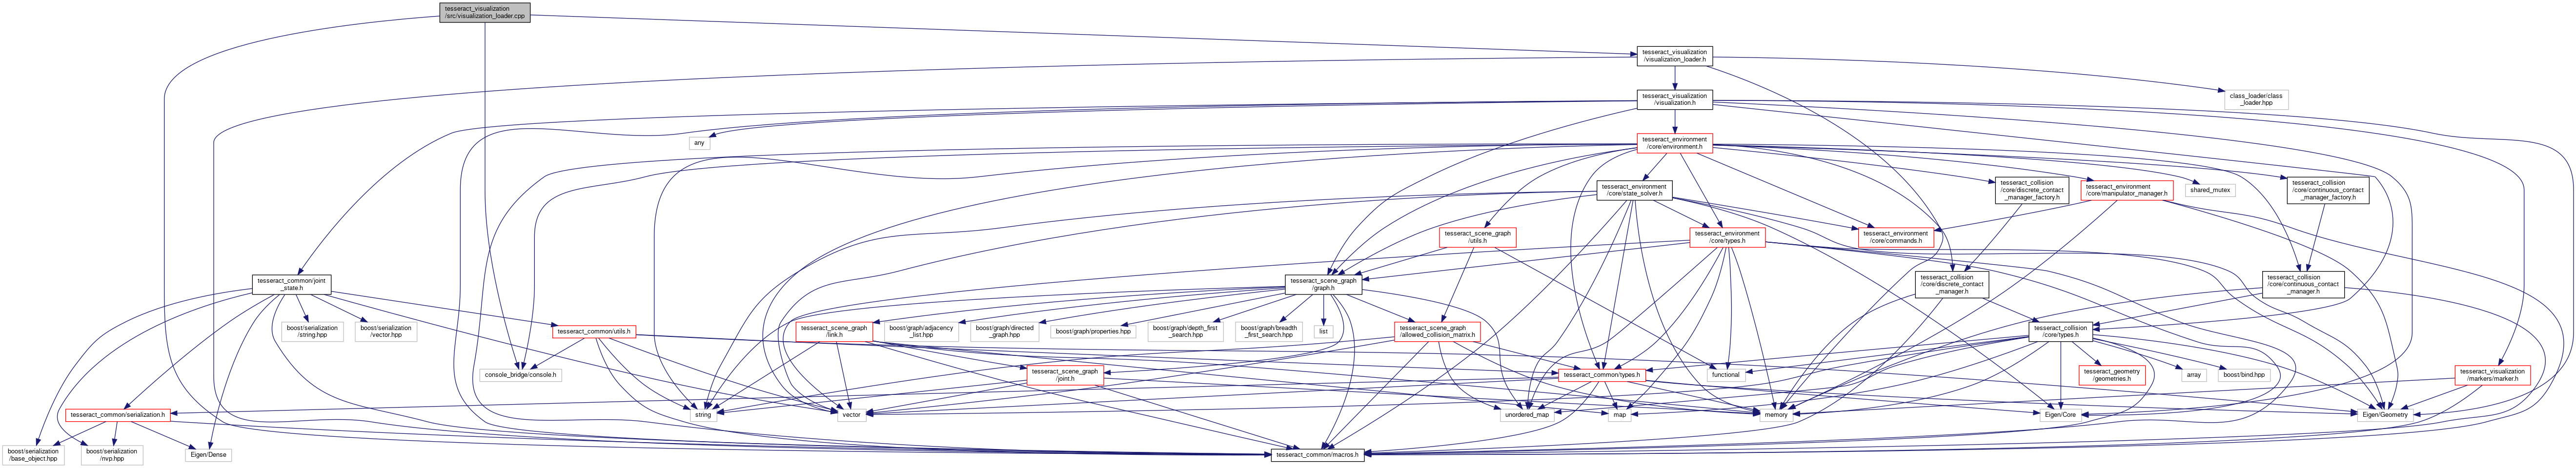 tesseract_visualization
/src/visualization_loader.cpp
tesseract_visualization
/visualization_loader.h
tesseract_visualization
/visualization.h
class_loader/class
_loader.hpp
any
tesseract_environment
/core/environment.h
tesseract_environment
/core/state_solver.h
tesseract_collision
/core/discrete_contact
_manager_factory.h
tesseract_environment
/core/manipulator_manager.h
shared_mutex
tesseract_collision
/core/continuous_contact
_manager_factory.h
tesseract_scene_graph
/utils.h
tesseract_environment
/core/types.h
tesseract_environment
/core/commands.h
tesseract_common/joint
_state.h
tesseract_scene_graph
/graph.h
tesseract_collision
/core/discrete_contact
_manager.h
tesseract_collision
/core/continuous_contact
_manager.h
boost/serialization
/string.hpp
boost/serialization
/vector.hpp
tesseract_common/utils.h
tesseract_scene_graph
/link.h
boost/graph/adjacency
_list.hpp
boost/graph/directed
_graph.hpp
boost/graph/properties.hpp
boost/graph/depth_first
_search.hpp
boost/graph/breadth
_first_search.hpp
list
tesseract_scene_graph
/allowed_collision_matrix.h
tesseract_collision
/core/types.h
console_bridge/console.h
tesseract_scene_graph
/joint.h
tesseract_common/types.h
functional
tesseract_geometry
/geometries.h
array
boost/bind.hpp
tesseract_visualization
/markers/marker.h
tesseract_common/serialization.h
string
vector
unordered_map
map
memory
Eigen/Core
Eigen/Geometry
boost/serialization
/base_object.hpp
boost/serialization
/nvp.hpp
Eigen/Dense
tesseract_common/macros.h